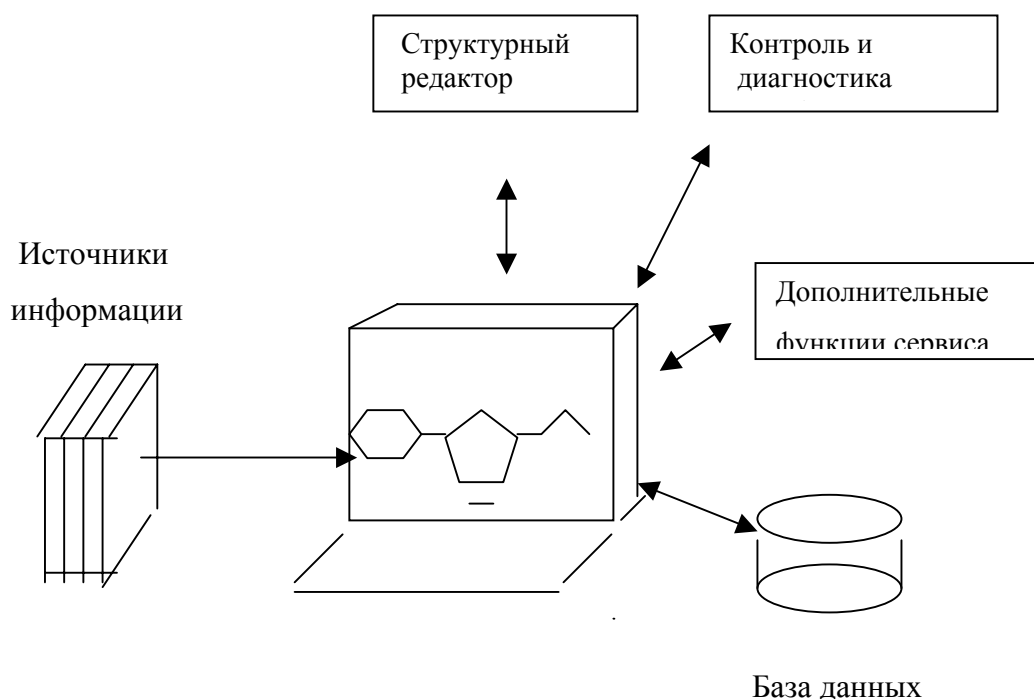 Структурный
редактор
Контроль и
диагностика
Источники
информации
Дополнительные
функции сервиса
База данных